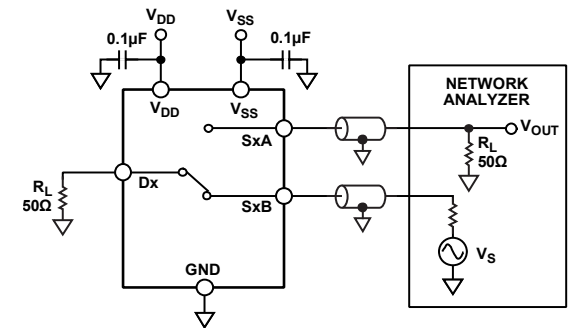 VDD
VSS
0.1µF
0.1µF
VDD
VSS
NETWORK
ANALYZER
SxA
VOUT
RL
50Ω
Dx
RL
50Ω
SxB
VS
GND